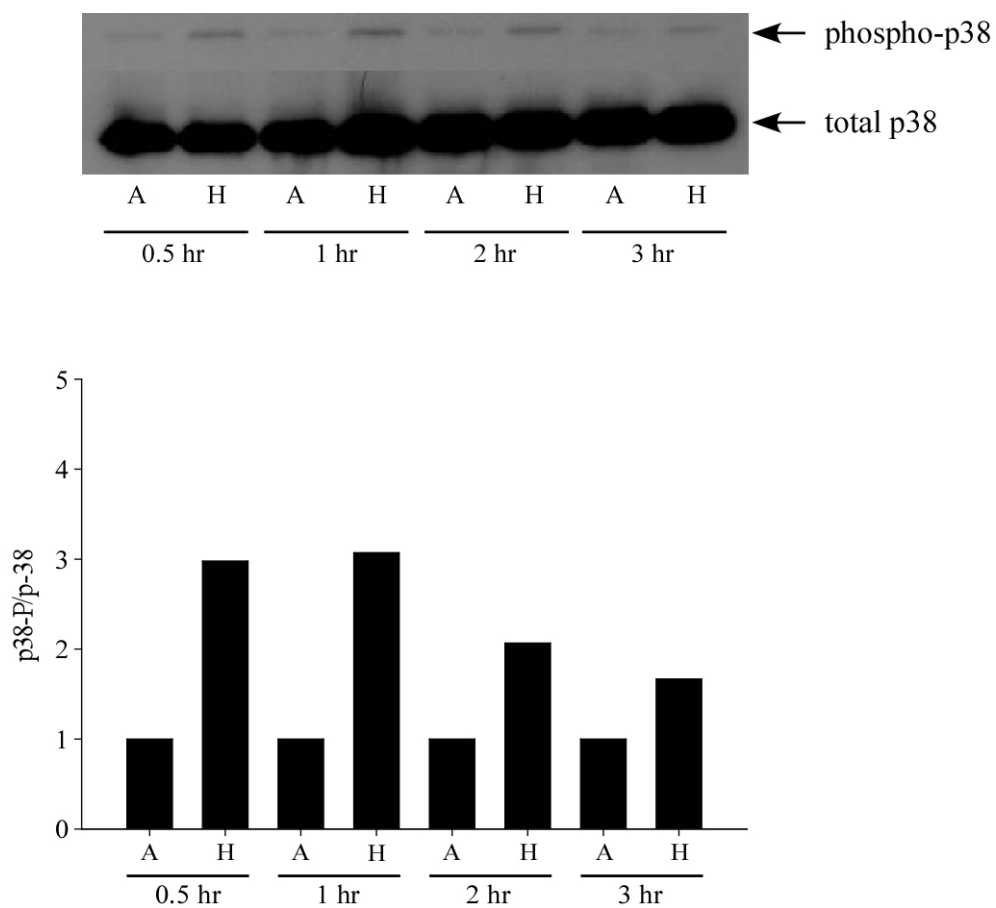 phospho-p38
total p38
A H A H A H A H
0.5 hr 1 hr 2 hr 3 hr
5
4
3
2
1
0
p38-P/p-38
A H A H A H A H
0.5 hr 1 hr 2 hr 3 hr